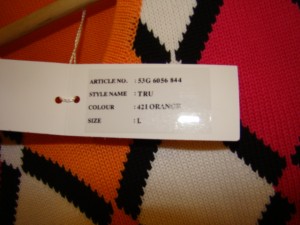 ARTICLE NO. : 53G 6056 844
STYLE NAME : TRU
COLOUR : 421 ORANGE
SIZE : L